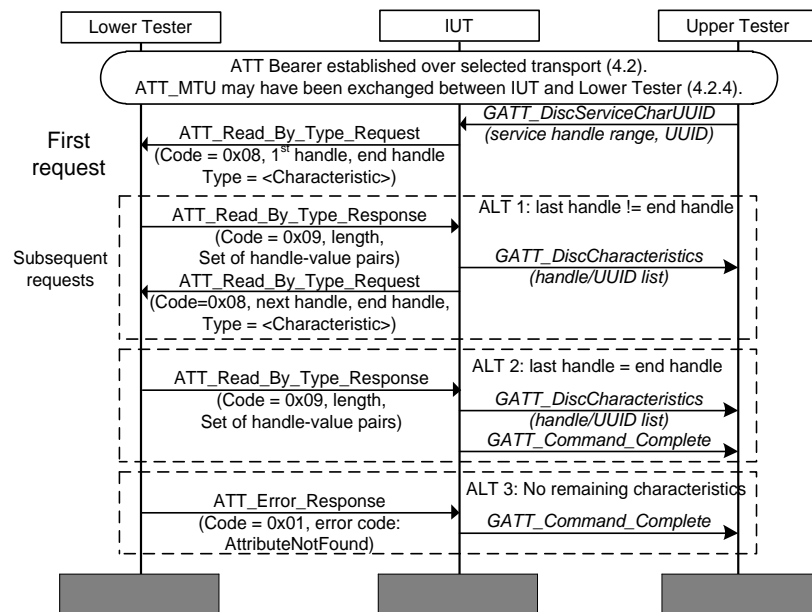 Lower Tester
IUT
Upper Tester
ATT Bearer established over selected transport (4.2).
ATT_MTU may have been exchanged between IUT and Lower Tester (4.2.4).
First
request
GATT_DiscServiceCharUUID
(service handle range, UUID)
ATT_Read_By_Type_Request
(Code = 0x08, 1st handle, end handle
Type = <Characteristic>)
Subsequent
requests
ALT 1: last handle != end handle
ATT_Read_By_Type_Response
(Code = 0x09, length,
Set of handle-value pairs)
GATT_DiscCharacteristics
(handle/UUID list)
ATT_Read_By_Type_Request
(Code=0x08, next handle, end handle,
Type = <Characteristic>)
ALT 2: last handle = end handle
ATT_Read_By_Type_Response
(Code = 0x09, length,
Set of handle-value pairs)
GATT_DiscCharacteristics
(handle/UUID list)
GATT_Command_Complete
ALT 3: No remaining characteristics
ATT_Error_Response
(Code = 0x01, error code:
AttributeNotFound)
GATT_Command_Complete